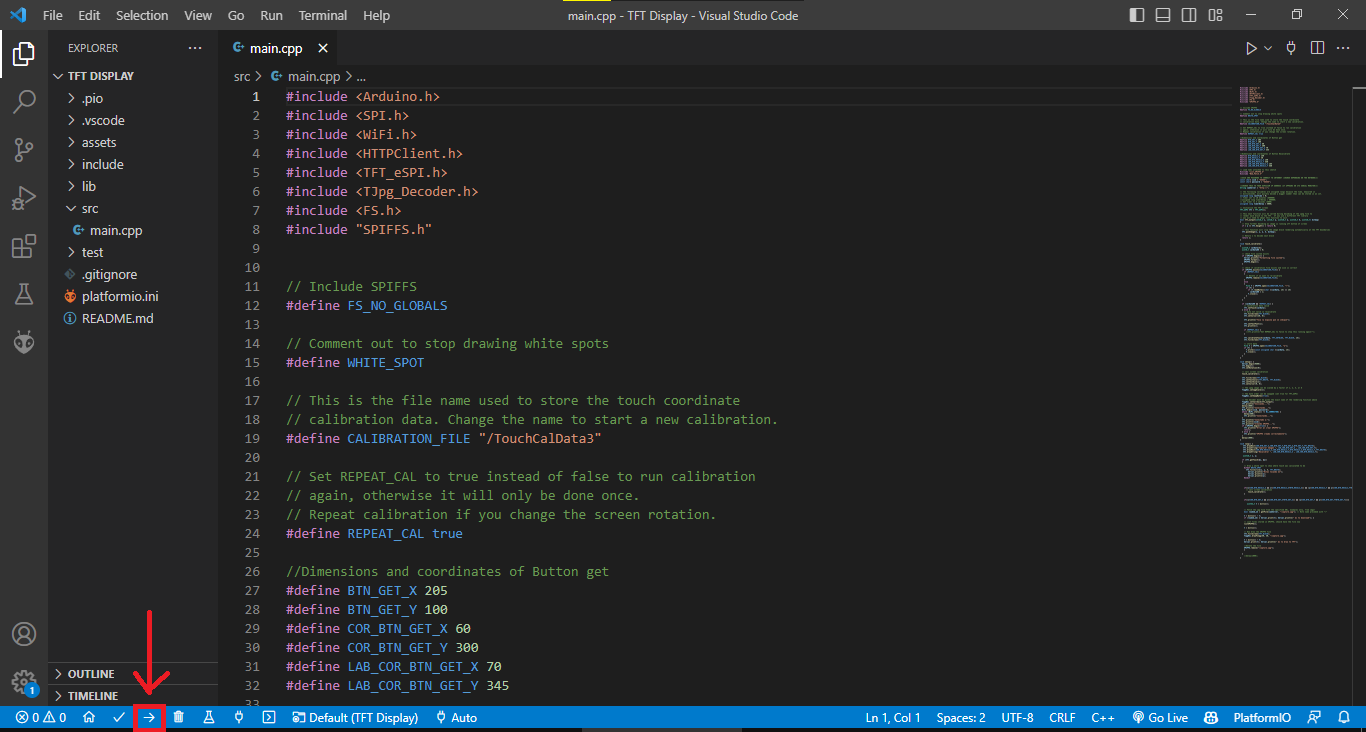 File Edit Selection View Go Run Terminal Help
main.cpp - TFT Display - Visual Studio Code
EXPLORER
TFT DISPLAY
.pio
.vscode
assets
include
lib
src
main.cpp
test
.gitignore
platformio.ini
README.md
OUTLINE
TIMELINE
1
main.cpp
src > main.cpp > ...
1 #include <Arduino.h>
2 #include <SPI.h>
3 #include <WiFi.h>
4 #include <HTTPClient.h>
5 #include <TFT_eSPI.h>
6 #include <TJpg_Decoder.h>
7 #include <FS.h>
8 #include "SPIFFS.h"
9
10
11 // Include SPIFFS
12 #define FS_NO_GLOBALS
13
14 // Comment out to stop drawing white spots
15 #define WHITE_SPOT
16
17 // This is the file name used to store the touch coordinate
18 // calibration data. Change the name to start a new calibration.
19 #define CALIBRATION_FILE "/TouchCalData3"
20
21 // Set REPEAT_CAL to true instead of false to run calibration
22 // again, otherwise it will only be done once.
23 // Repeat calibration if you change the screen rotation.
24 #define REPEAT_CAL true
25
26 //Dimensions and coordinates of Button get
27 #define BTN_GET_X 205
28 #define BTN_GET_Y 100
29 #define COR_BTN_GET_X 60
30 #define COR_BTN_GET_Y 300
31 #define LAB_COR_BTN_GET_X 70
32 #define LAB_COR_BTN_GET_Y 345
33
0 0 Default (TFT Display) Auto Ln 1, Col 1 Spaces: 2 UTF-8 CRLF C++ Go Live PlatformIO